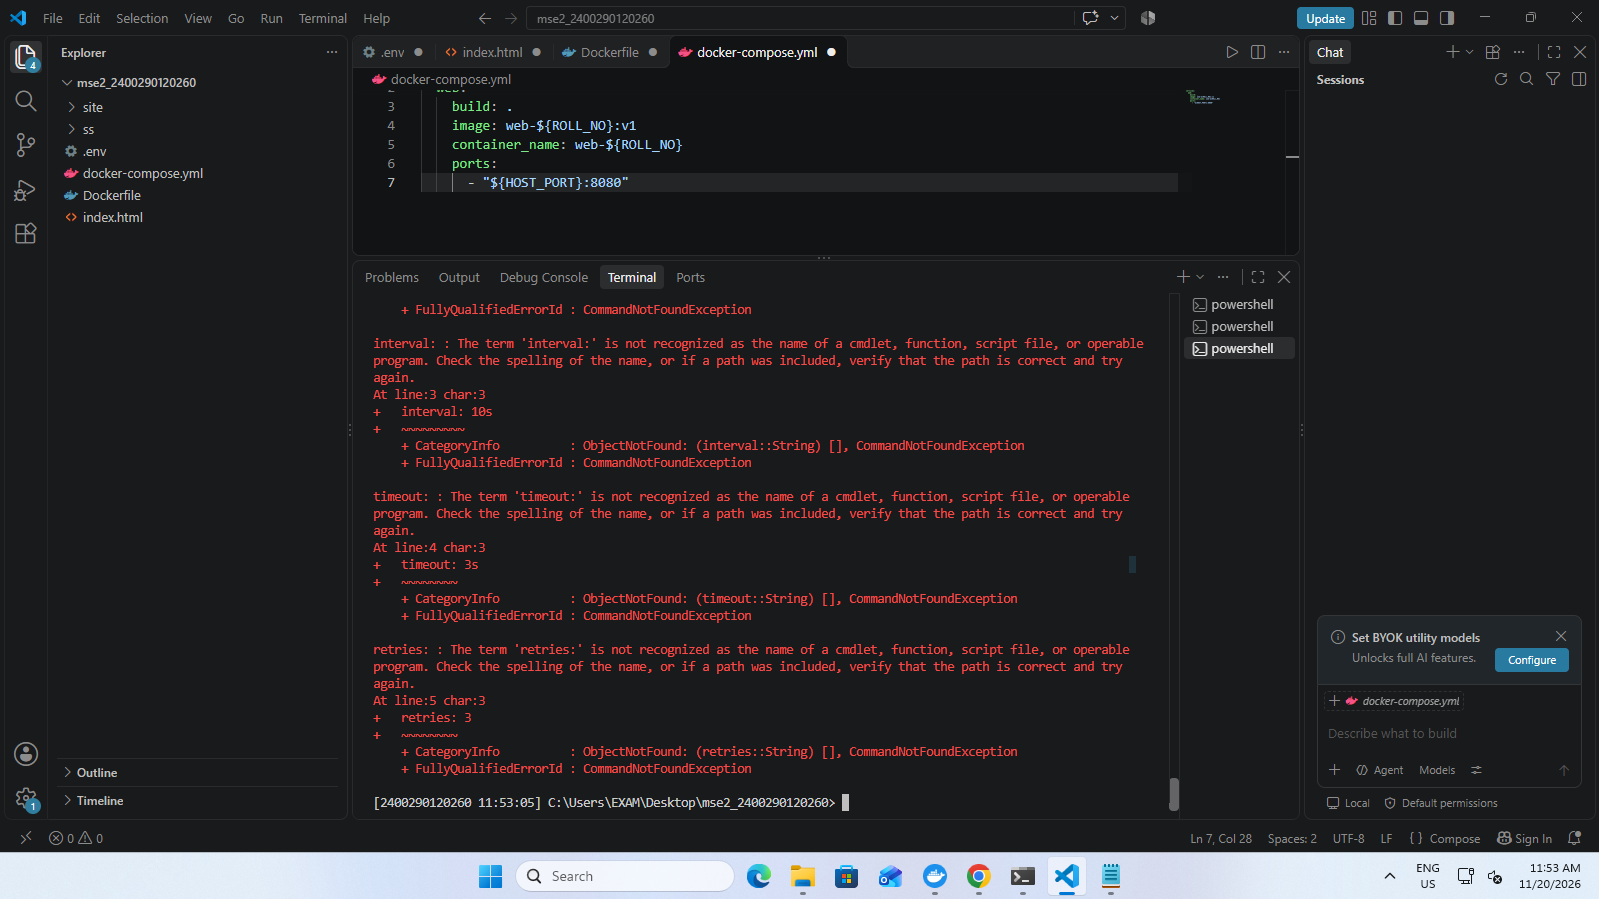 File Edit Selection View Go Run Terminal Help
mse2_2400290120260
Update
Explorer
4
mse2_2400290120260
site
ss
.env
docker-compose.yml
Dockerfile
index.html
Outline
Timeline
1
.env
index.html
Dockerfile
docker-compose.yml
docker-compose.yml
3 build: .
4 image: web-${ROLL_NO}:v1
5 container_name: web-${ROLL_NO}
6 ports:
7 - "${HOST_PORT}:8080"
Problems Output Debug Console Terminal Ports
+ FullyQualifiedErrorId : CommandNotFoundException
interval: : The term 'interval:' is not recognized as the name of a cmdlet, function, script file, or operable
program. Check the spelling of the name, or if a path was included, verify that the path is correct and try
again.
At line:3 char:3
+   interval: 10s
+   ~~~~~~~~~
+ CategoryInfo          : ObjectNotFound: (interval::String) [], CommandNotFoundException
+ FullyQualifiedErrorId : CommandNotFoundException
timeout: : The term 'timeout:' is not recognized as the name of a cmdlet, function, script file, or operable
program. Check the spelling of the name, or if a path was included, verify that the path is correct and try
again.
At line:4 char:3
+   timeout: 3s
+   ~~~~~~~~
+ CategoryInfo          : ObjectNotFound: (timeout::String) [], CommandNotFoundException
+ FullyQualifiedErrorId : CommandNotFoundException
retries: : The term 'retries:' is not recognized as the name of a cmdlet, function, script file, or operable
program. Check the spelling of the name, or if a path was included, verify that the path is correct and try
again.
At line:5 char:3
+   retries: 3
+   ~~~~~~~~
+ CategoryInfo          : ObjectNotFound: (retries::String) [], CommandNotFoundException
+ FullyQualifiedErrorId : CommandNotFoundException
[2400290120260 11:53:05] C:\Users\EXAM\Desktop\mse2_2400290120260>
powershell
powershell
powershell
Chat
Sessions
Set BYOK utility models
Unlocks full AI features.
Configure
docker-compose.yml
Describe what to build
Agent Models
Local Default permissions
0 0
Ln 7, Col 28 Spaces: 2 UTF-8 LF { } Compose Sign In
Search
ENG
US
11:53 AM
11/20/2026